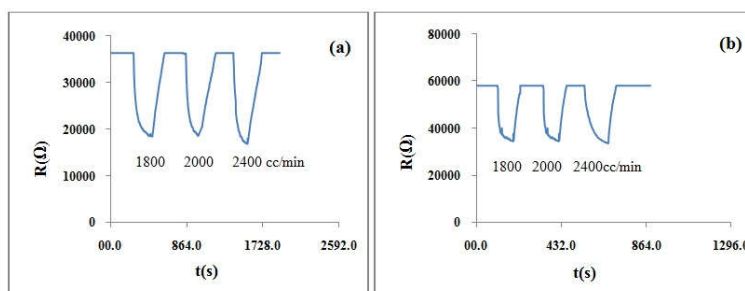 (a)
40000
30000
20000
10000
0
R(Ω)
1800 2000 2400 cc/min
00.0 864.0 1728.0 2592.0
t(s)
(b)
80000
60000
40000
20000
0
R(Ω)
1800 2000 2400cc/min
00.0 432.0 864.0 1296.0
t(s)